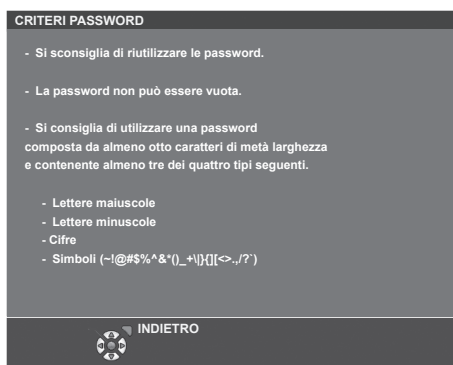 CRITERI PASSWORD
- Si sconsiglia di riutilizzare le password.
- La password non può essere vuota.
- Si consiglia di utilizzare una password
composta da almeno otto caratteri di metà larghezza
e contenente almeno tre dei quattro tipi seguenti.
- Lettere maiuscole
- Lettere minuscole
- Cifre
- Simboli (~!@#$%^&*()_+\|}{][<>.,/?`)
INDIETRO